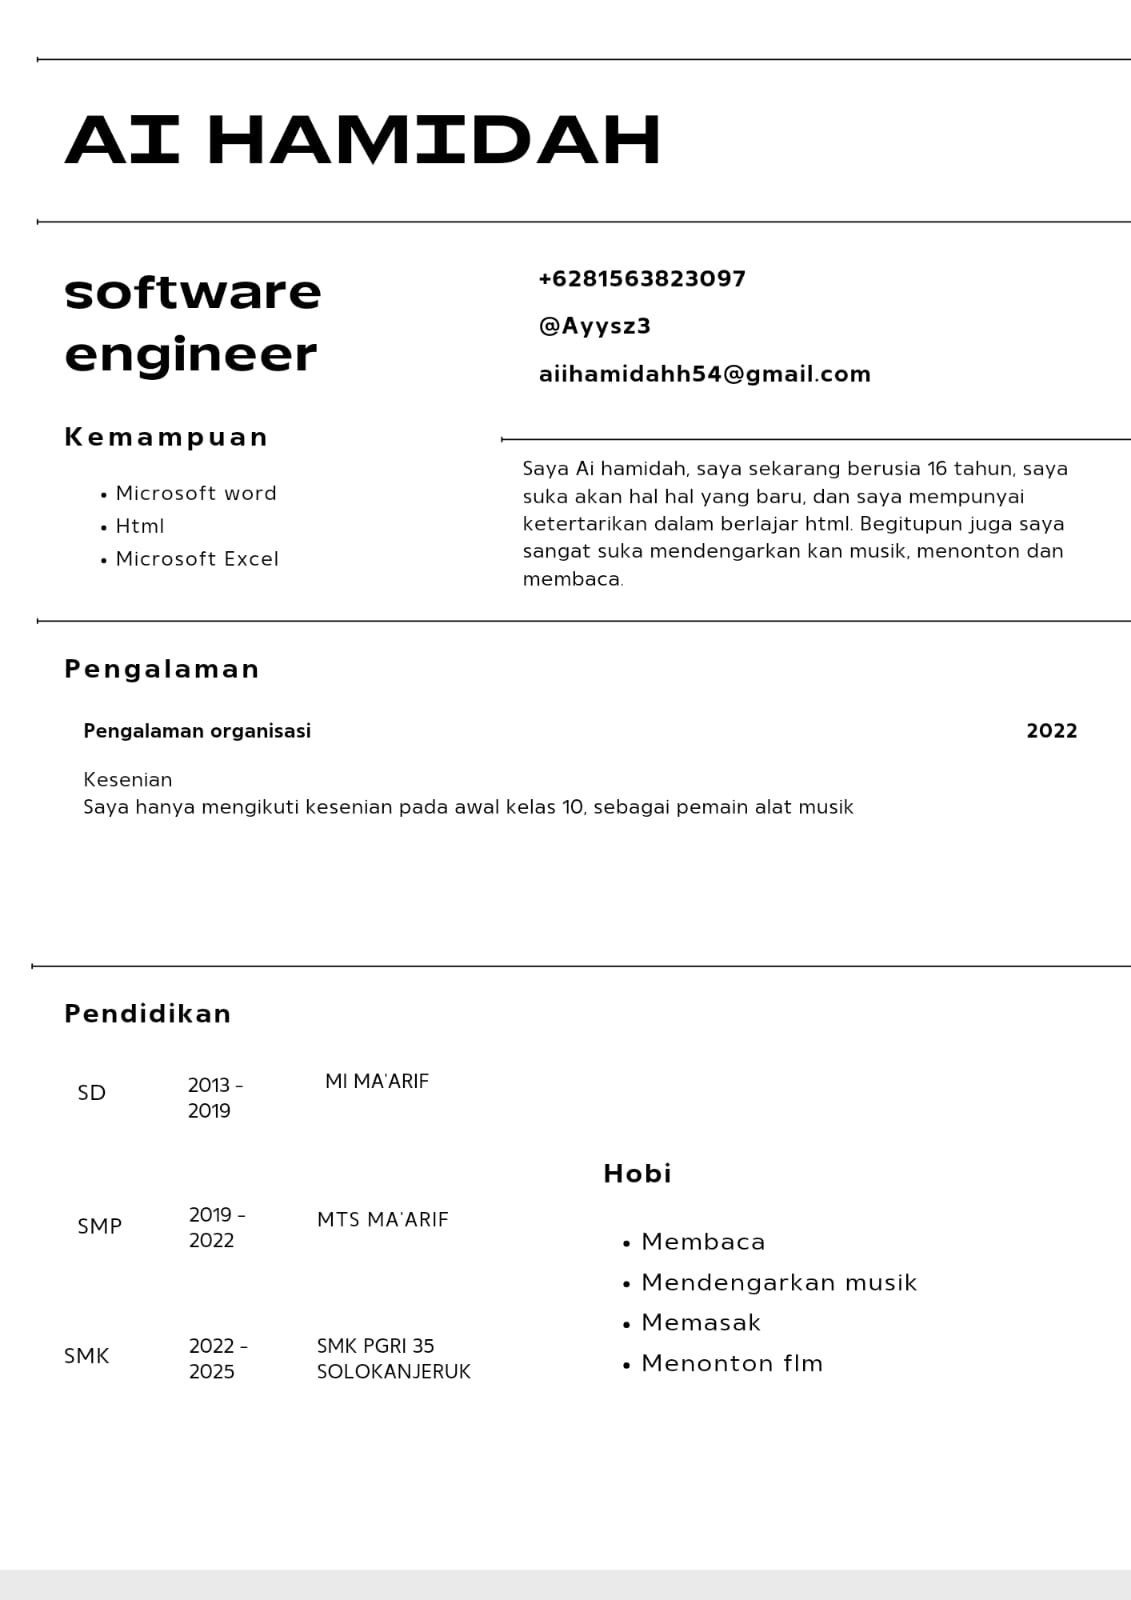 AI HAMIDAH
software
engineer
+6281563823097
@Ayysz3
aiihamidahh54@gmail.com
Kemampuan
• Microsoft word
• Html
• Microsoft Excel
Saya Ai hamidah, saya sekarang berusia 16 tahun, saya
suka akan hal hal yang baru, dan saya mempunyai
ketertarikan dalam berlajar html. Begitupun juga saya
sangat suka mendengarkan kan musik, menonton dan
membaca.
Pengalaman
Pengalaman organisasi 2022
Kesenian
Saya hanya mengikuti kesenian pada awal kelas 10, sebagai pemain alat musik
Pendidikan
SD
2013 -
2019
MI MA'ARIF
SMP
2019 -
2022
MTS MA'ARIF
SMK
2022 -
2025
SMK PGRI 35
SOLOKANJERUK
Hobi
• Membaca
• Mendengarkan musik
• Memasak
• Menonton flm